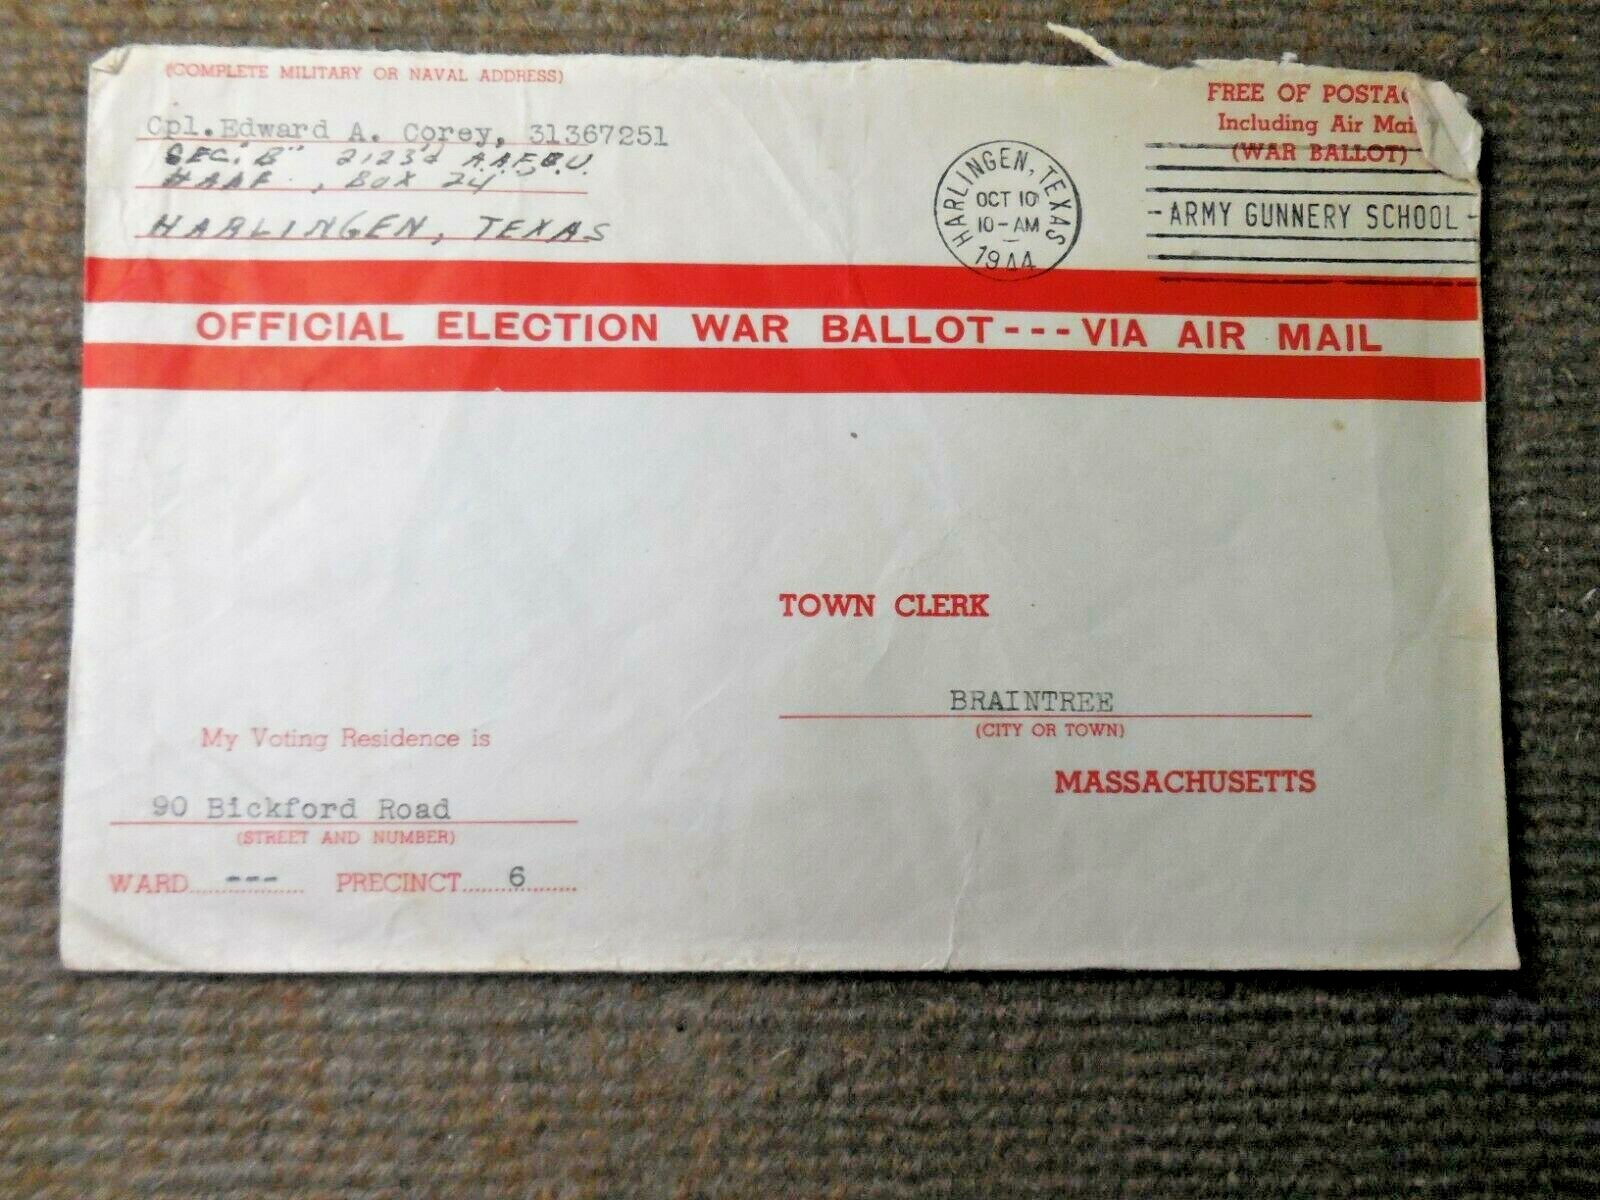 (COMPLETE MILITARY OR NAVAL ADDRESS)
Cpl. Edward A. Corey, 31367251
SEC. "B" 2123'd A.A.F.B.U.
HAAF., BOX 24
HARLINGEN, TEXAS
FREE OF POSTAG
Including Air Mai
(WAR BALLOT)
HARLINGEN, TEXAS
OCT 10
10-AM
1944
-ARMY GUNNERY SCHOOL-
OFFICIAL ELECTION WAR BALLOT---VIA AIR MAIL
TOWN CLERK
BRAINTREE
(CITY OR TOWN)
MASSACHUSETTS
My Voting Residence is
90 Bickford Road
(STREET AND NUMBER)
WARD --- PRECINCT 6